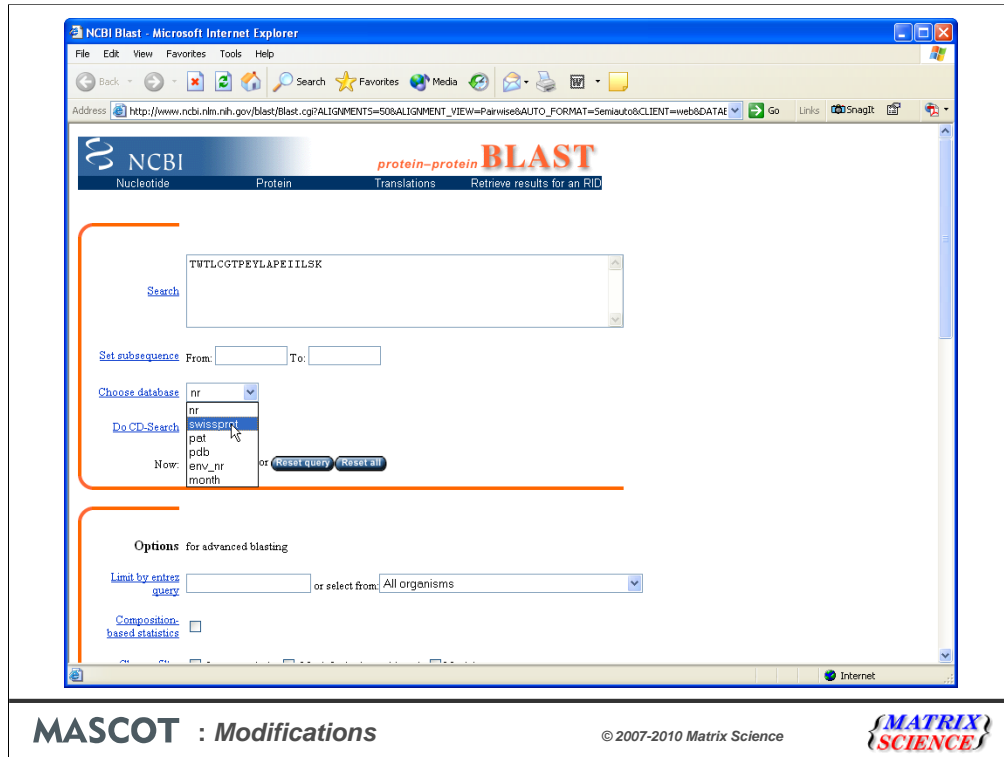 NCBI Blast - Microsoft Internet Explorer
File Edit View Favorites Tools Help
Back Search Favorites Media
Address http://www.ncbi.nlm.nih.gov/blast/Blast.cgi?ALIGNMENTS=50&ALIGNMENT_VIEW=Pairwise&AUTO_FORMAT=Semiauto&CLIENT=web&DATAE Go Links SnagIt
NCBI protein-protein BLAST
Nucleotide Protein Translations Retrieve results for an RID
TWTLCGTPEYLAPEIILSK
Search
Set subsequence From: To:
Choose database nr
nr
swissprot
Do CD-Search
pat
pdb
Now: or Reset query Reset all
env_nr
month
Options for advanced blasting
Limit by entrez query or select from: All organisms
Composition-based statistics
Internet
MASCOT : Modifications © 2007-2010 Matrix Science {MATRIX SCIENCE}